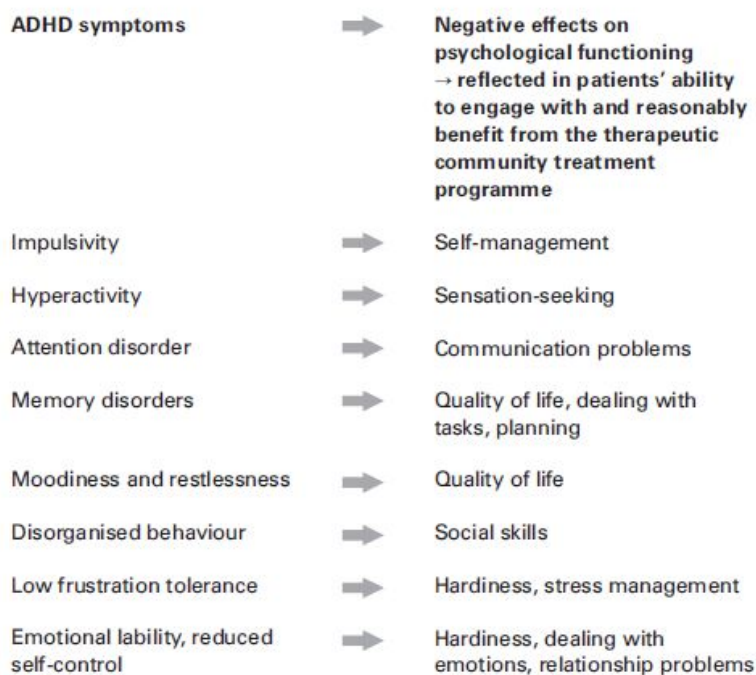 ADHD symptoms
Negative effects on
psychological functioning
→ reflected in patients’ ability
to engage with and reasonably
benefit from the therapeutic
community treatment
programme
Impulsivity
Self-management
Hyperactivity
Sensation-seeking
Attention disorder
Communication problems
Memory disorders
Quality of life, dealing with
tasks, planning
Moodiness and restlessness
Quality of life
Disorganised behaviour
Social skills
Low frustration tolerance
Hardiness, stress management
Emotional lability, reduced
self-control
Hardiness, dealing with
emotions, relationship problems